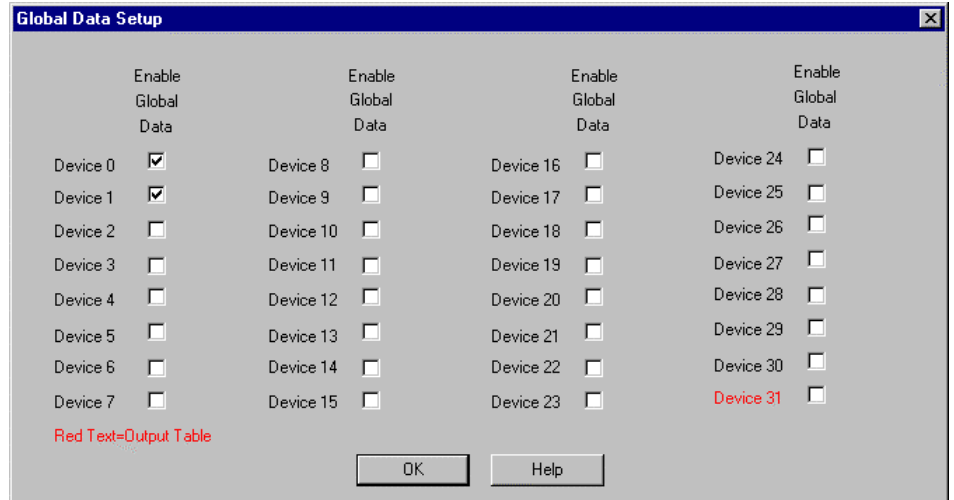 Global Data Setup
Enable
Global
Data
Device 0
Device 1
Device 2
Device 3
Device 4
Device 5
Device 6
Device 7
Enable
Global
Data
Device 8
Device 9
Device 10
Device 11
Device 12
Device 13
Device 14
Device 15
Enable
Global
Data
Device 16
Device 17
Device 18
Device 19
Device 20
Device 21
Device 22
Device 23
Enable
Global
Data
Device 24
Device 25
Device 26
Device 27
Device 28
Device 29
Device 30
Device 31
Red Text=Output Table
OK
Help